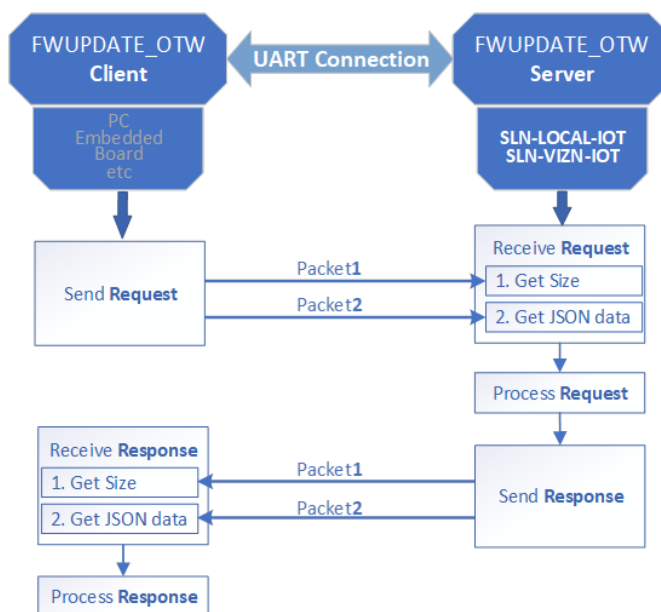 FWUPDATE_OTW
Client
UART Connection
FWUPDATE_OTW
Server
PC
Embedded
Board
etc
SLN-LOCAL-IOT
SLN-VIZN-IOT
Send Request
Packet1
Packet2
Receive Request
1. Get Size
2. Get JSON data
Process Request
Receive Response
1. Get Size
2. Get JSON data
Packet1
Packet2
Send Response
Process Response